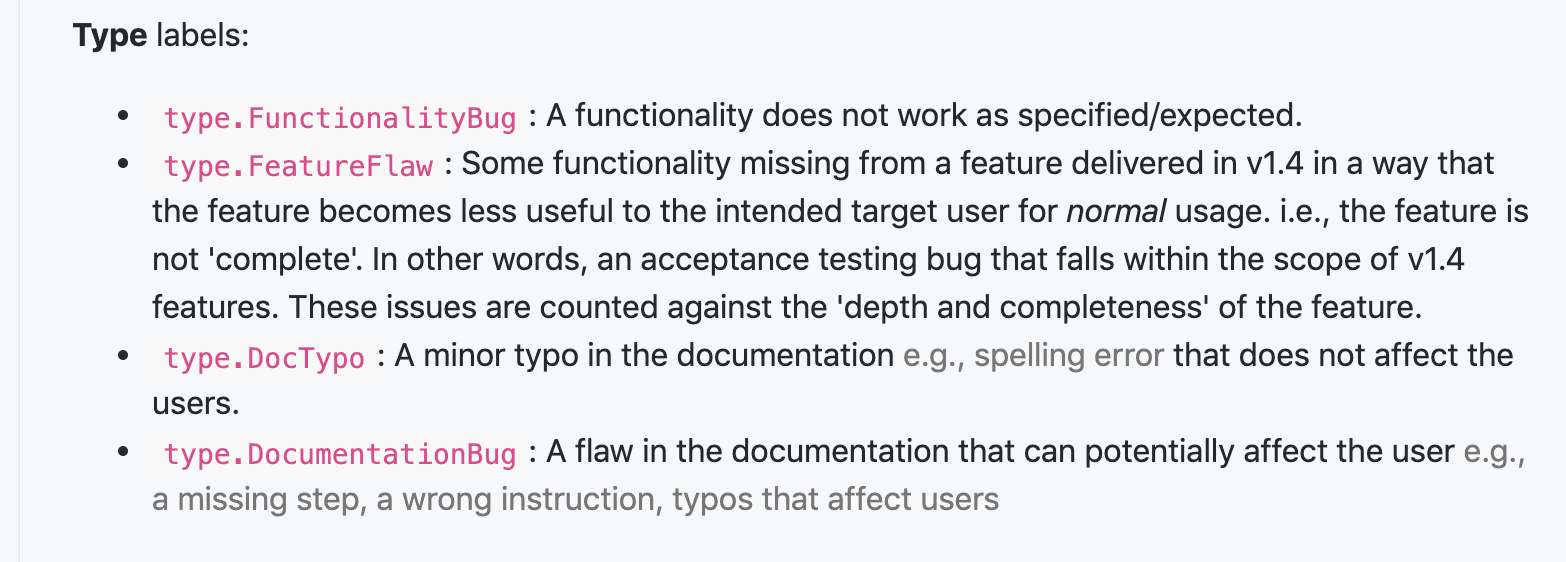 Type labels:
• type.FunctionalityBug : A functionality does not work as specified/expected.
• type.FeatureFlaw : Some functionality missing from a feature delivered in v1.4 in a way that
the feature becomes less useful to the intended target user for normal usage. i.e., the feature is
not 'complete'. In other words, an acceptance testing bug that falls within the scope of v1.4
features. These issues are counted against the 'depth and completeness' of the feature.
• type.DocTypo : A minor typo in the documentation e.g., spelling error that does not affect the
users.
• type.DocumentationBug : A flaw in the documentation that can potentially affect the user e.g.,
a missing step, a wrong instruction, typos that affect users